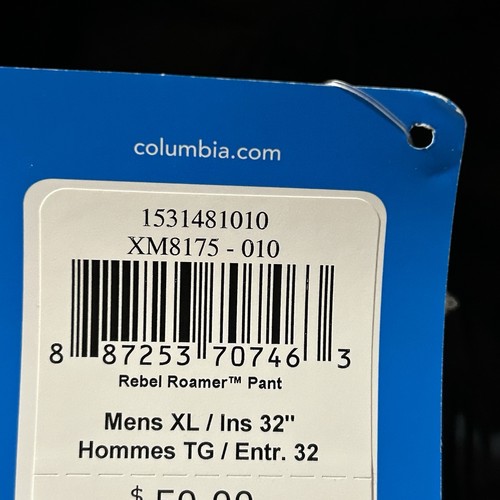 columbia.com
1531481010
XM8175 - 010
8 87253 70746 3
Rebel Roamer™ Pant
Mens XL / Ins 32"
Hommes TG / Entr. 32